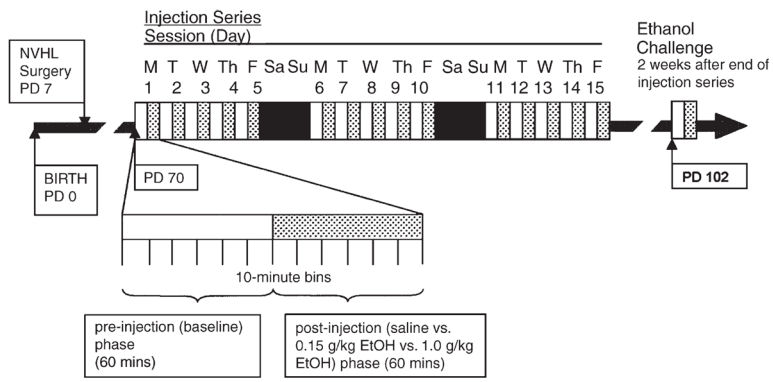 Injection Series
Session (Day)
Ethanol
Challenge
2 weeks after end of
injection series
NVHL
Surgery
PD 7
M T W Th F Sa Su M T W Th F Sa Su M T W Th F
1 2 3 4 5 6 7 8 9 10 11 12 13 14 15
BIRTH
PD 0
PD 70
PD 102
10-minute bins
pre-injection (baseline)
phase
(60 mins)
post-injection (saline vs.
0.15 g/kg EtOH vs. 1.0 g/kg
EtOH) phase (60 mins)